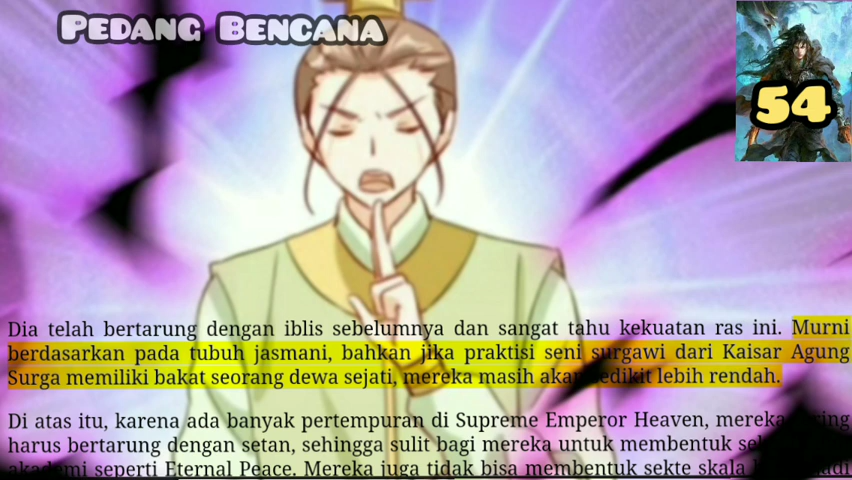 PEDANG BENCANA
54
Dia telah bertarung dengan iblis sebelumnya dan sangat tahu kekuatan ras ini. Murni
berdasarkan pada tubuh jasmani, bahkan jika praktisi seni surgawi dari Kaisar Agung
Surga memiliki bakat seorang dewa sejati, mereka masih akan sedikit lebih rendah.
Di atas itu, karena ada banyak pertempuran di Supreme Emperor Heaven, mereka
harus bertarung dengan setan, sehingga sulit bagi mereka untuk membentuk
akademi seperti Eternal Peace. Mereka juga tidak bisa membentuk sekte skala